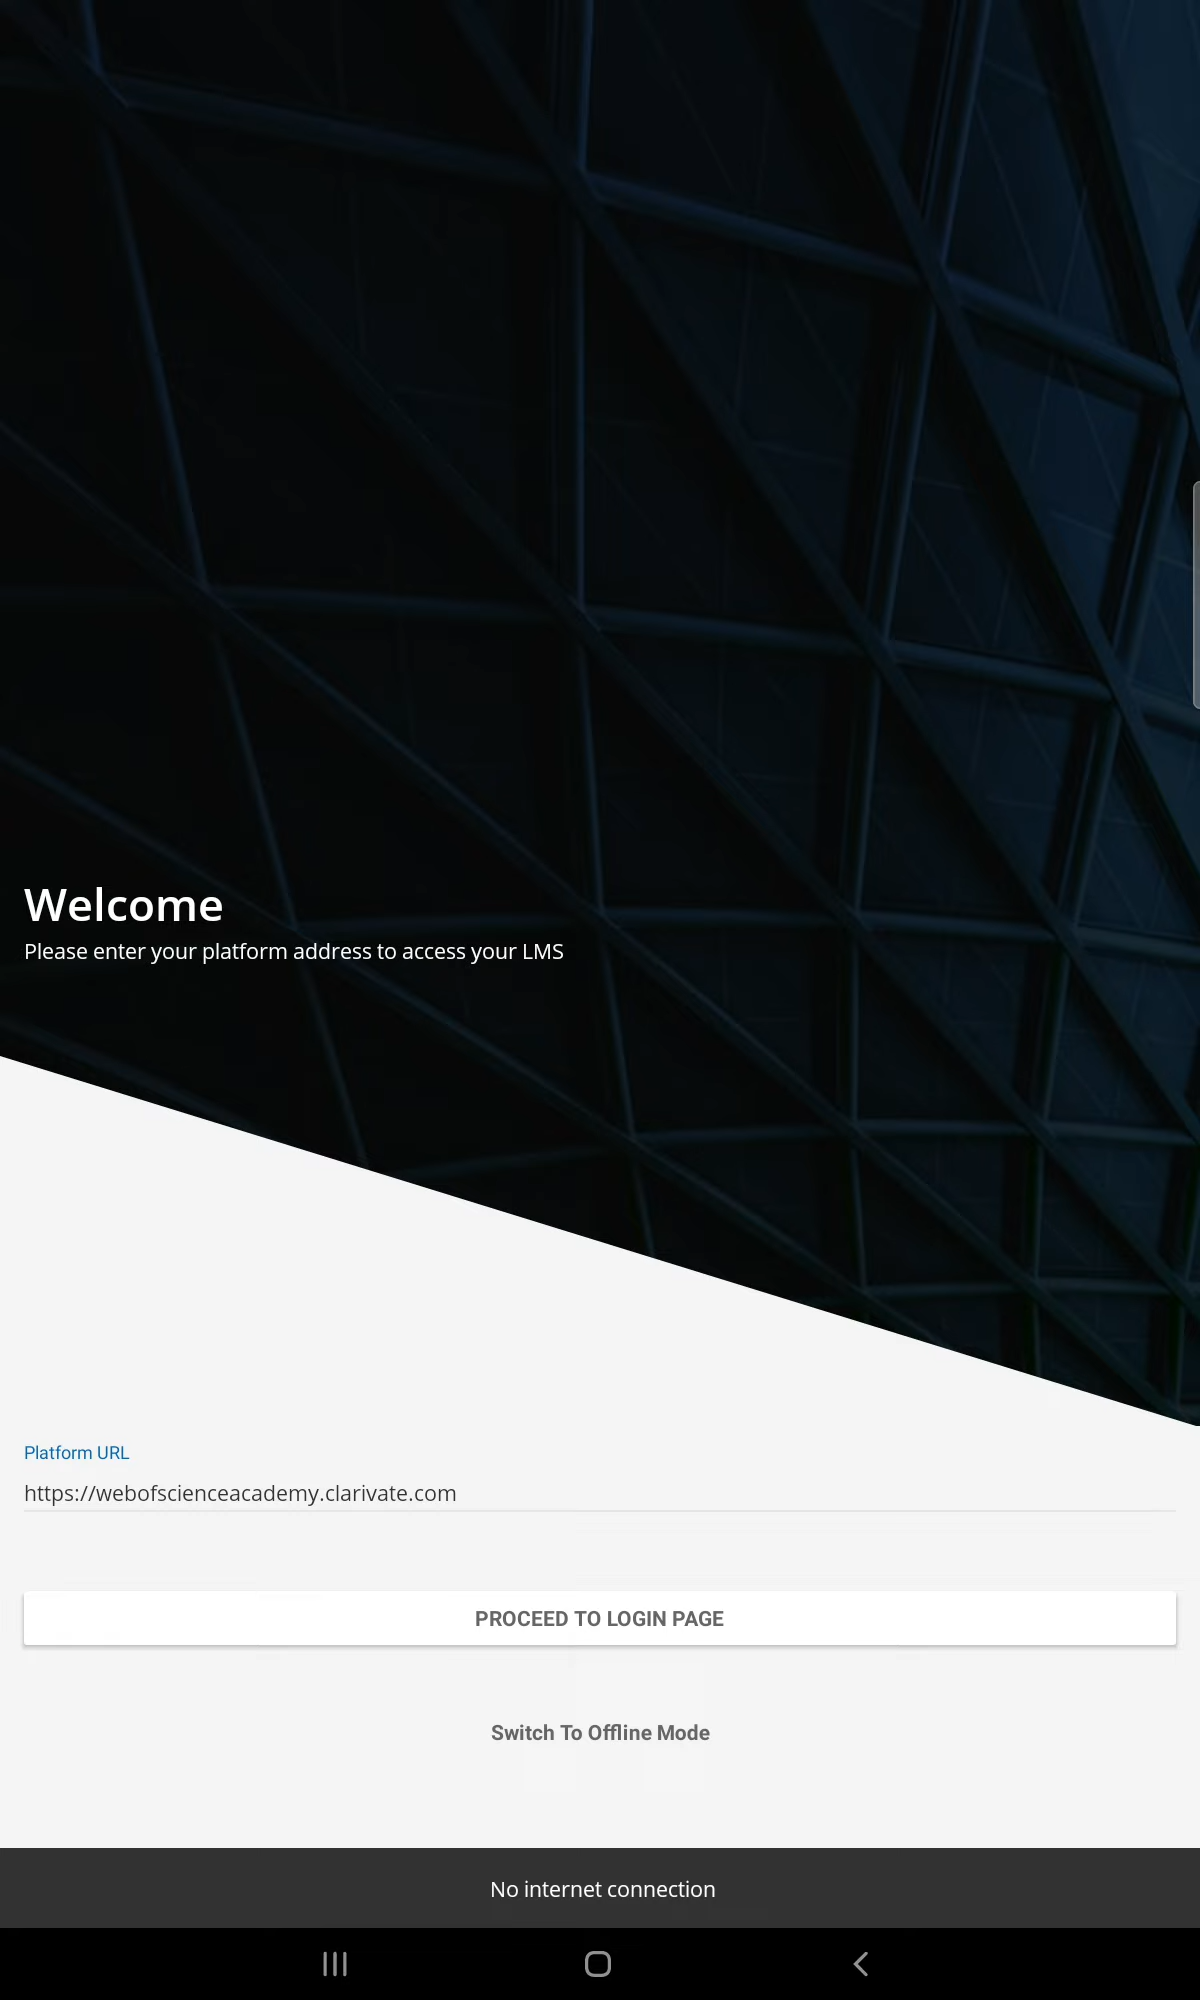 Welcome
Please enter your platform address to access your LMS
Platform URL
https://webofscienceacademy.clarivate.com
PROCEED TO LOGIN PAGE
Switch To Offline Mode
No internet connection